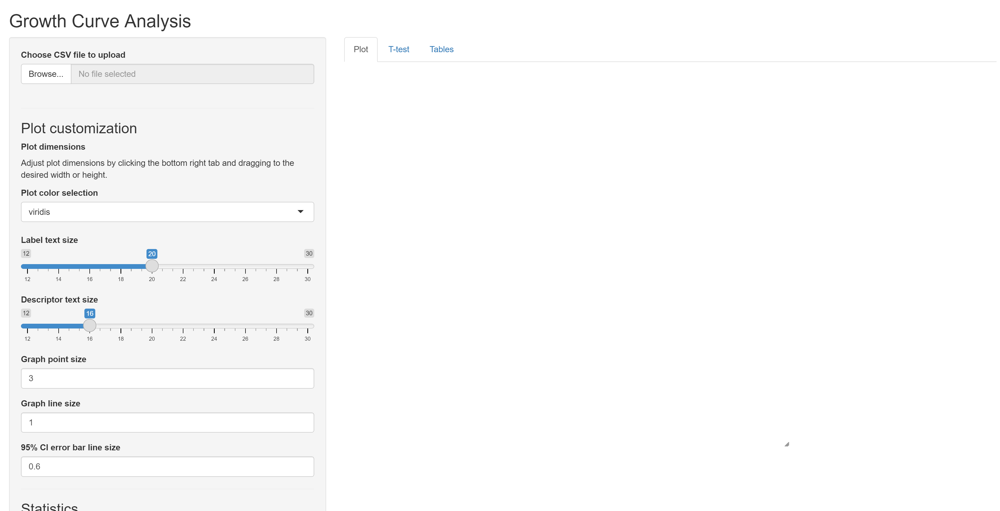 Growth Curve Analysis
Choose CSV file to upload
Browse... No file selected
Plot customization
Plot dimensions
Adjust plot dimensions by clicking the bottom right tab and dragging to the
desired width or height.
Plot color selection
viridis
Label text size
12 20 30
12 14 16 18 20 22 24 26 28 30
Descriptor text size
12 16 30
12 14 16 18 20 22 24 26 28 30
Graph point size
3
Graph line size
1
95% CI error bar line size
0.6
Statistics
Plot T-test Tables